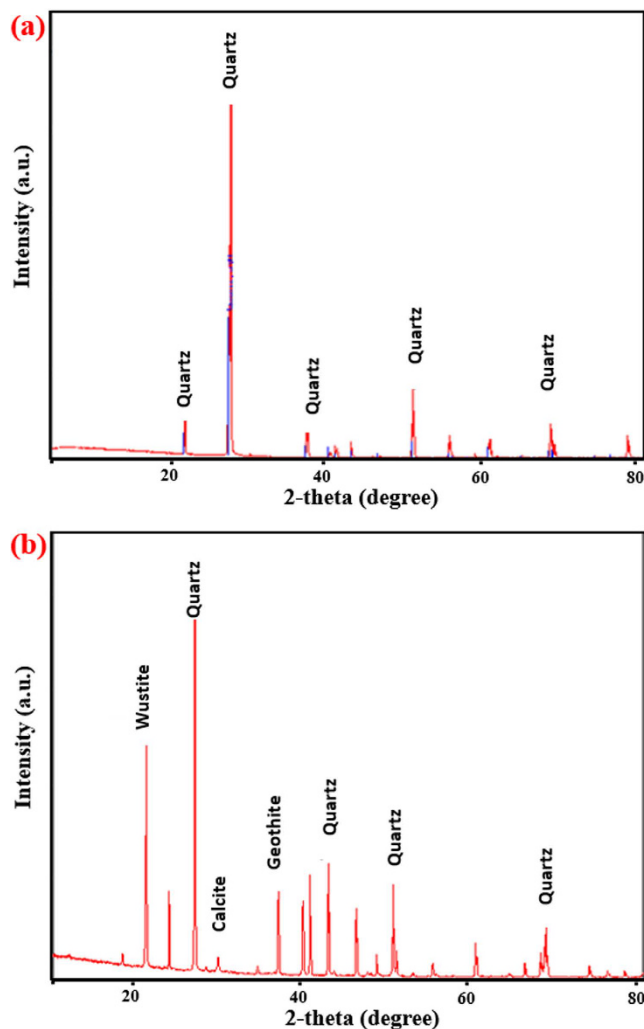 (a)
Quartz
Quartz
Quartz
Quartz
Quartz
Intensity (a.u.)
20
40
60
80
2-theta (degree)
(b)
Quartz
Wustite
Calcite
Geothite
Quartz
Quartz
Quartz
Intensity (a.u.)
20
40
60
80
2-theta (degree)